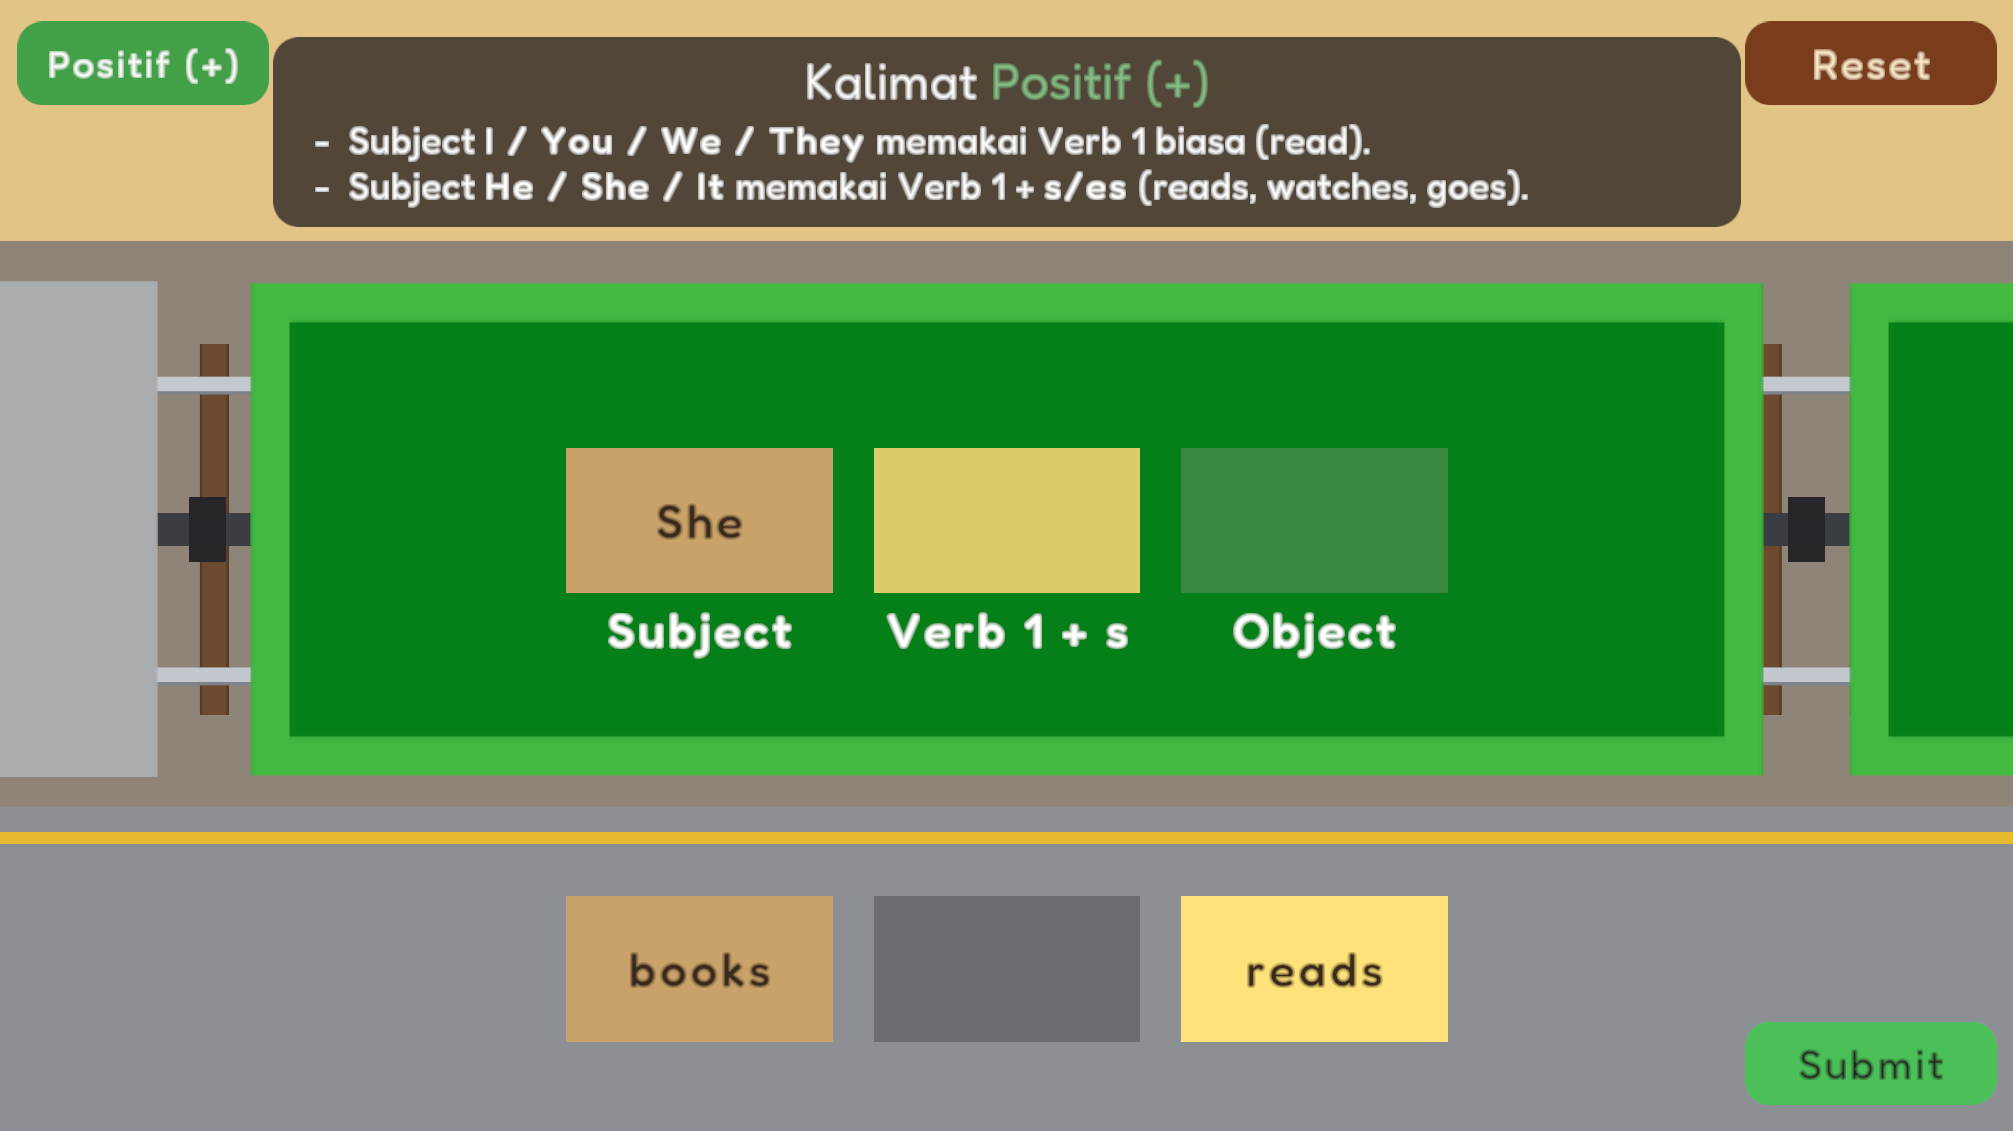 Positif (+)
Kalimat Positif (+)
Reset
- Subject I / You / We / They memakai Verb 1 biasa (read).
- Subject He / She / It memakai Verb 1 + s/es (reads, watches, goes).
She
Subject
Verb 1 + s
Object
books
reads
Submit